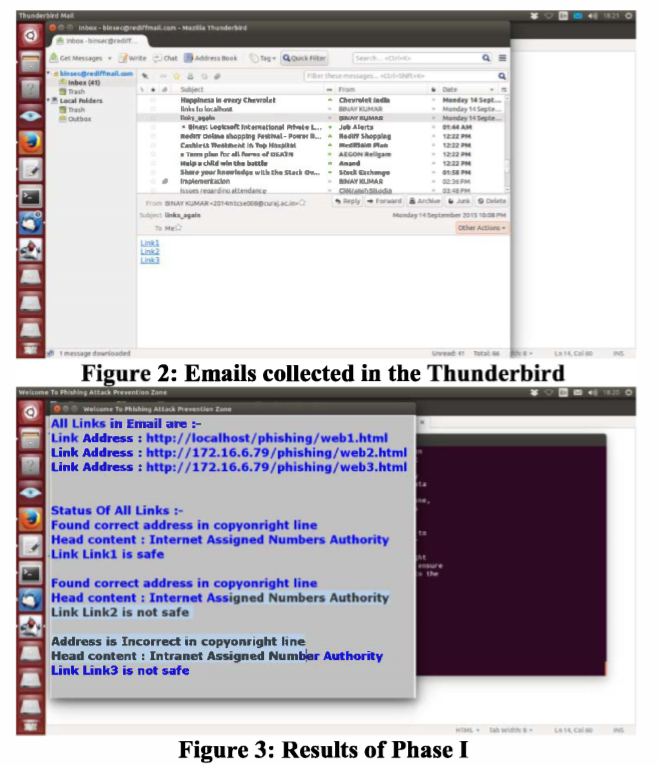 Thunderbird Mail
18:21
Inbox - binsec@rediffmail.com - Mozilla Thunderbird
Inbox - binsec@rediff...
Get Messages Write Chat Address Book Tag Quick Filter Search... <Ctrl+K>
binsec@rediffmail.com
Inbox (41)
Trash
Local Folders
Trash
Outbox
Filter these messages... <Ctrl+Shift+K>
Subject From Date
Happiness in every Chevrolet Chevrolet India Monday 14 Sept...
links to localhost BINAY KUMAR Monday 14 Septe...
links_again BINAY KUMAR Monday 14 Septe...
Binay: Logksoft International Private L... Job Alerts 01:44 AM
Rediff Online Shopping Festival - Power R... Rediff Shopping 12:22 PM
Cashless Treatment in Top Hospital Mediclaim Plan 12:22 PM
e Term plan for all forms of DEATH AEGON Religare 12:22 PM
Help a child win the battle Anand 12:22 PM
Share your knowledge with the Stack Ov... Stack Exchange 01:58 PM
Implementation BINAY KUMAR 02:36 PM
Issues regarding attendance 03:48 PM
From BINAY KUMAR <2014mtcse008@curaj.ac.in> Reply Forward Archive Junk Delete
Subject links_again Monday 14 September 2015 10:08 PM
To Me Other Actions
Link1
Link2
Link3
1 message downloaded Unread: 41 Total: 66 Ln 14, Col 60 INS
Figure 2: Emails collected in the Thunderbird
Welcome To Phishing Attack Prevention Zone
18:20
Welcome To Phishing Attack Prevention Zone
All Links in Email are :-
Link Address : http://localhost/phishing/web1.html
Link Address : http://172.16.6.79/phishing/web2.html
Link Address : http://172.16.6.79/phishing/web3.html
Status Of All Links :-
Found correct address in copyonright line
Head content : Internet Assigned Numbers Authority
Link Link1 is safe
Found correct address in copyonright line
Head content : Internet Assigned Numbers Authority
Link Link2 is not safe
Address is Incorrect in copyonright line
Head content : Intranet Assigned Number Authority
Link Link3 is not safe
HTML Tab Width: 8 Ln 14, Col 60 INS
Figure 3: Results of Phase I